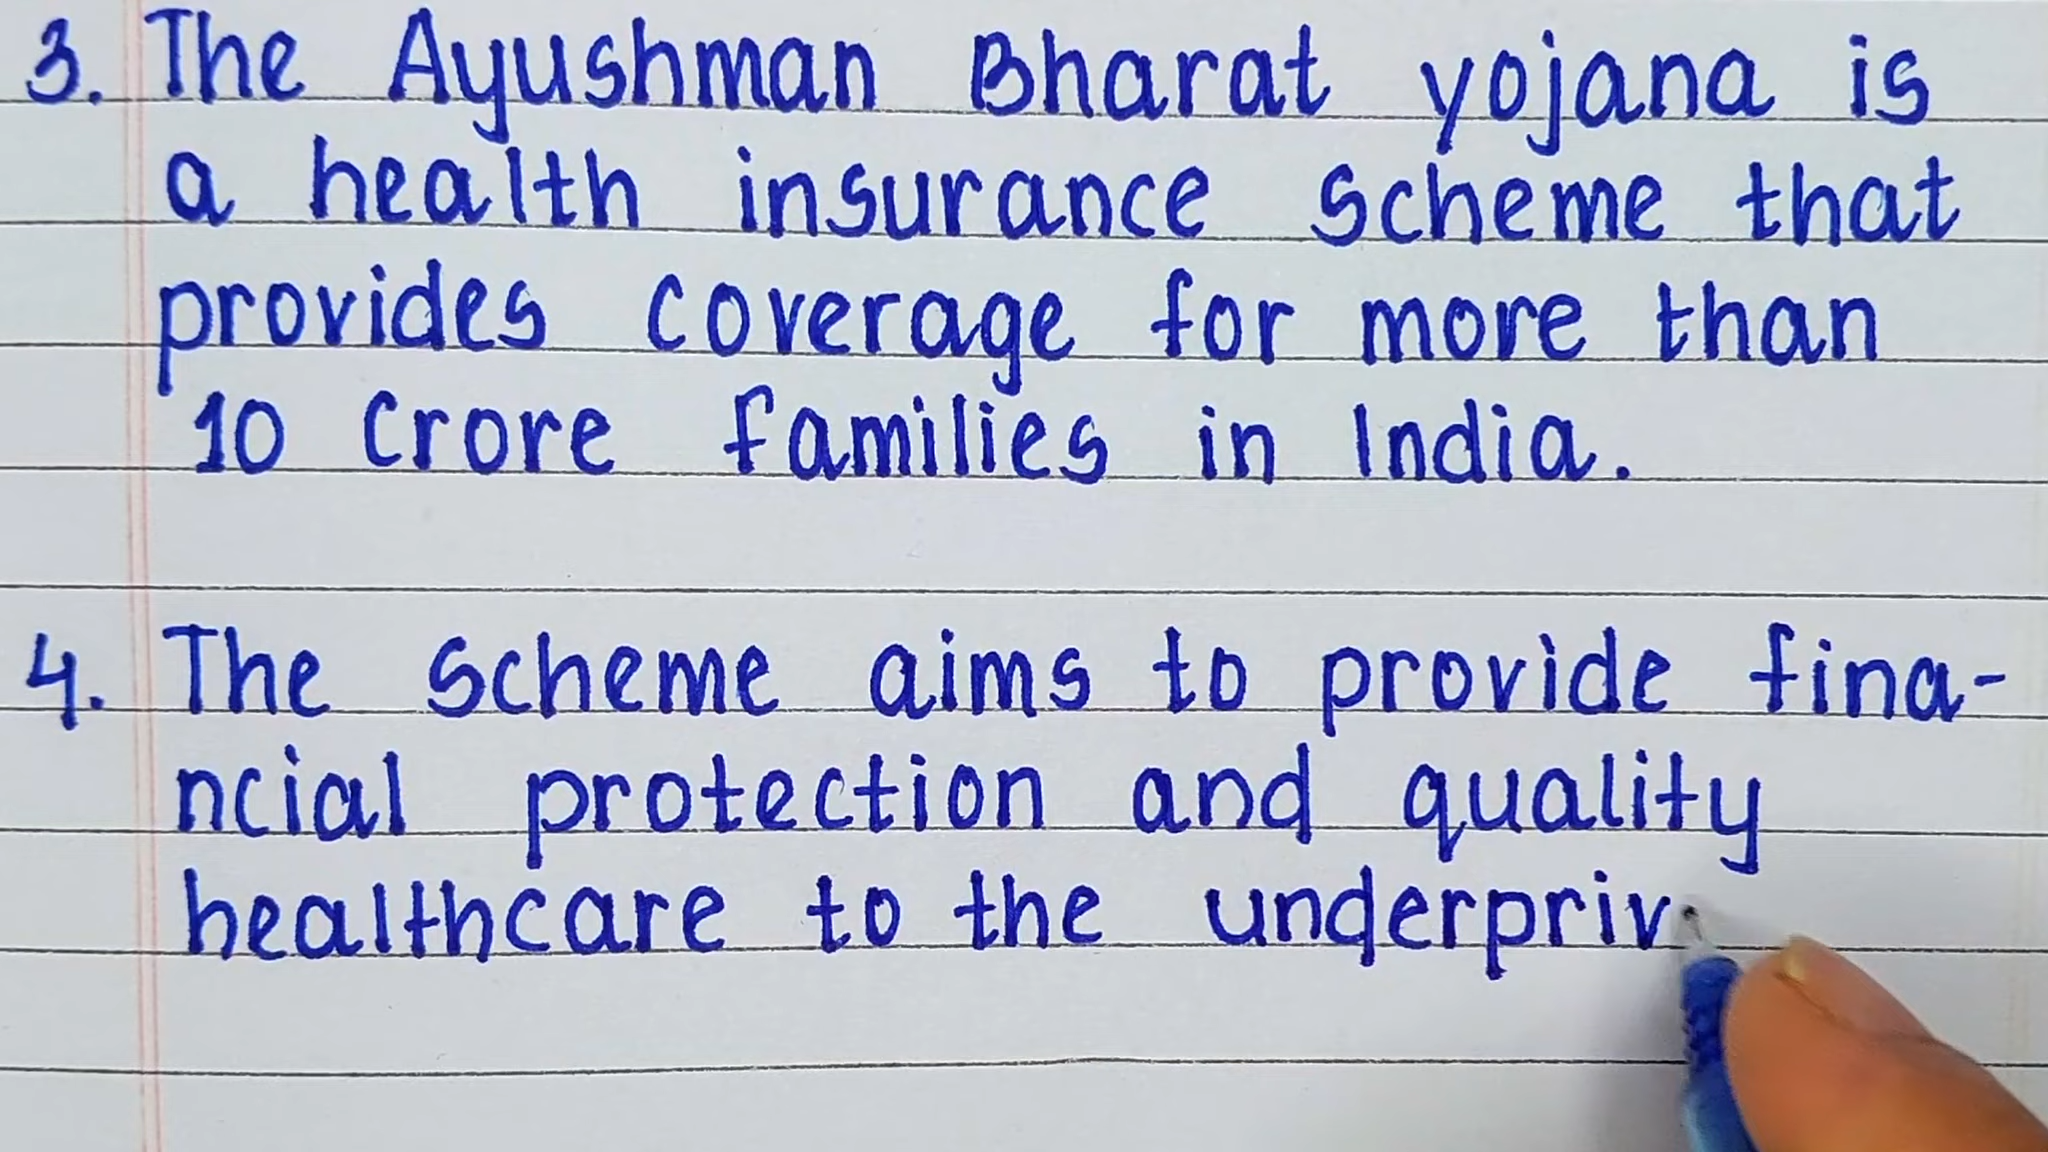 3. The Ayushman Bharat yojana is
a health insurance scheme that
provides coverage for more than
10 crore families in India.
4. The scheme aims to provide fina-
ncial protection and quality
healthcare to the underpriv